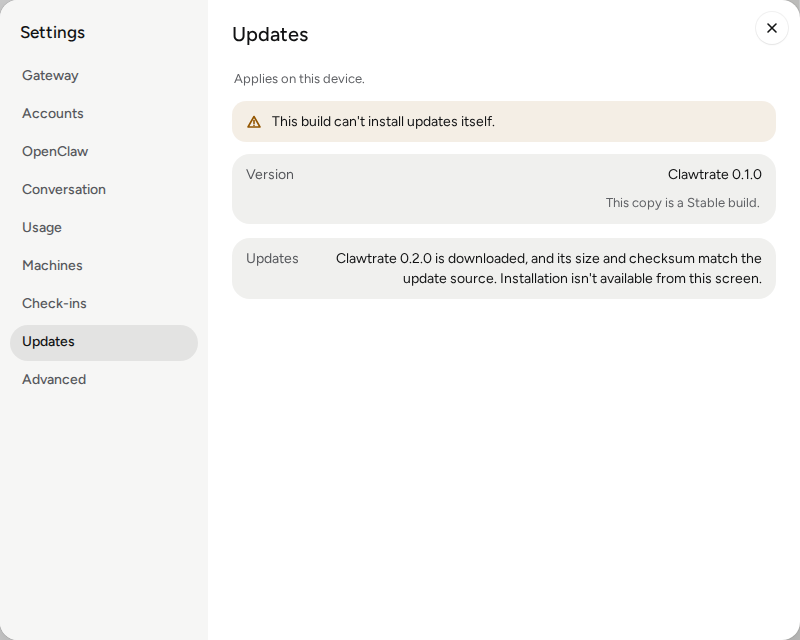 Settings
Gateway
Accounts
OpenClaw
Conversation
Usage
Machines
Check-ins
Updates
Advanced
Updates
Applies on this device.
This build can't install updates itself.
Version
Clawtrate 0.1.0
This copy is a Stable build.
Updates
Clawtrate 0.2.0 is downloaded, and its size and checksum match the
update source. Installation isn't available from this screen.